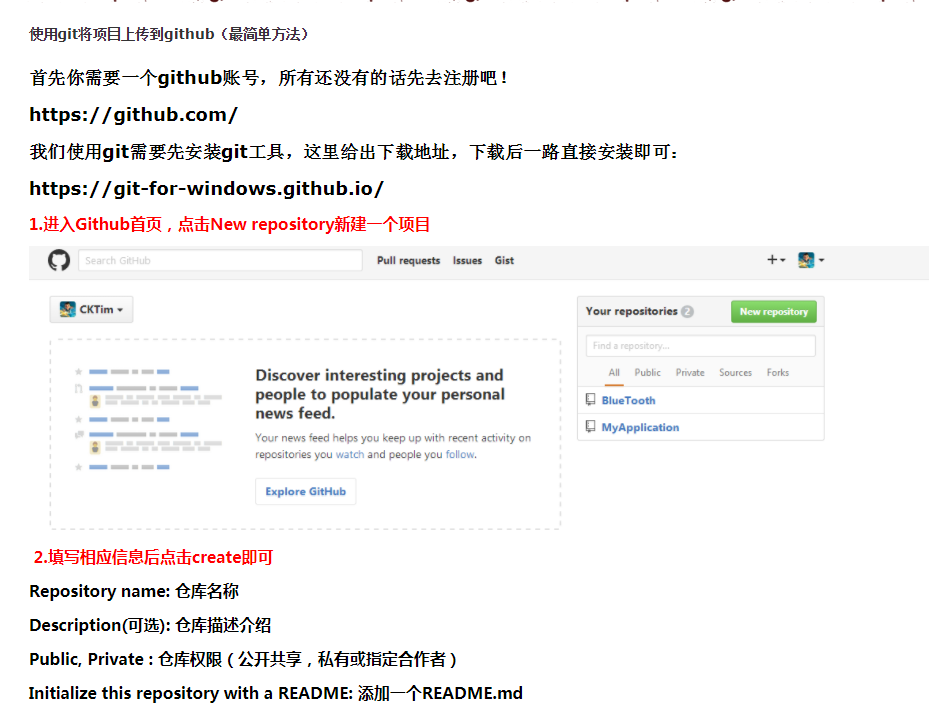 使用git将项目上传到github（最简单方法）
首先你需要一个github账号，所有还没有的话先去注册吧！
https://github.com/
我们使用git需要先安装git工具，这里给出下载地址，下载后一路直接安装即可：
https://git-for-windows.github.io/
1.进入Github首页，点击New repository新建一个项目
Search GitHub
Pull requests Issues Gist
CKTim
Your repositories 2 New repository
Find a repository...
All Public Private Sources Forks
BlueTooth
MyApplication
Discover interesting projects and
people to populate your personal
news feed.
Your news feed helps you keep up with recent activity on
repositories you watch and people you follow.
Explore GitHub
2.填写相应信息后点击create即可
Repository name: 仓库名称
Description(可选): 仓库描述介绍
Public, Private : 仓库权限（公开共享，私有或指定合作者）
Initialize this repository with a README: 添加一个README.md